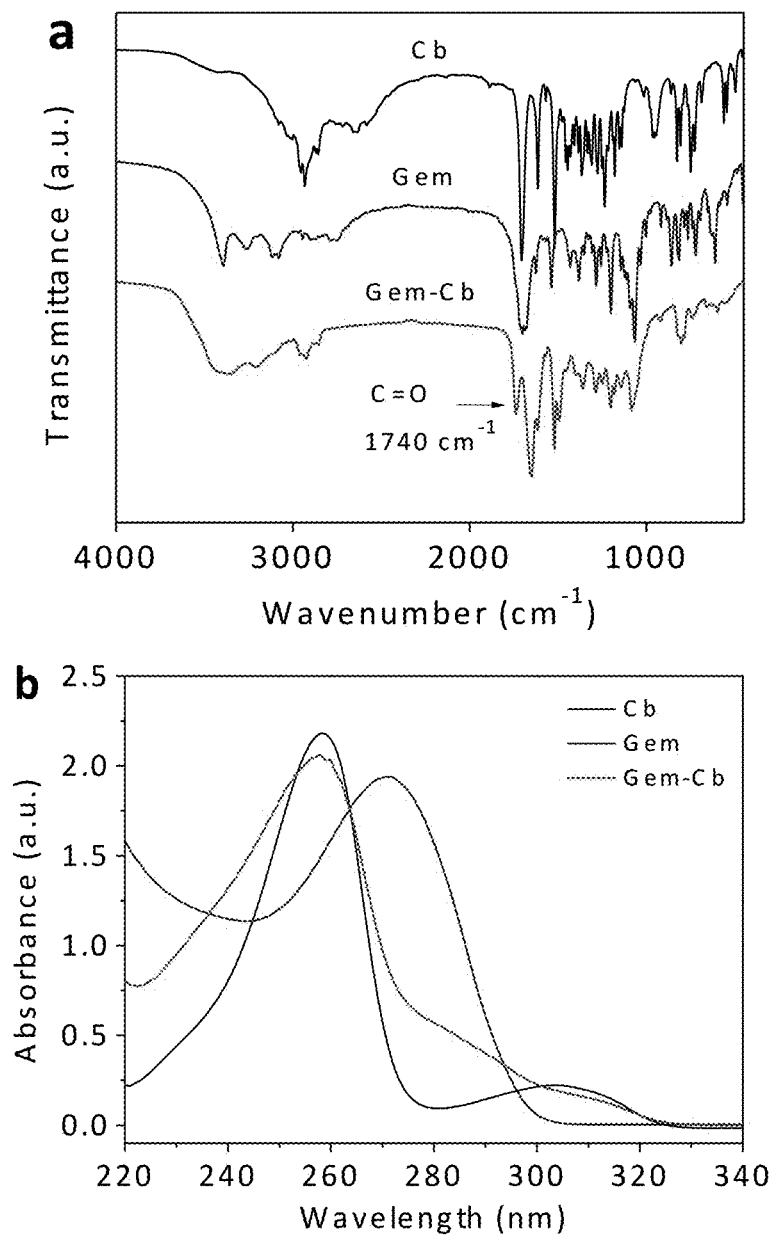 a
Cb
Gem
Gem-Cb
C=O
1740 cm⁻¹
Transmittance (a.u.)
4000 3000 2000 1000
Wavenumber (cm⁻¹)
b
2.5
2.0
1.5
1.0
0.5
0.0
Absorbance (a.u.)
Cb
Gem
Gem-Cb
220 240 260 280 300 320 340
Wavelength (nm)